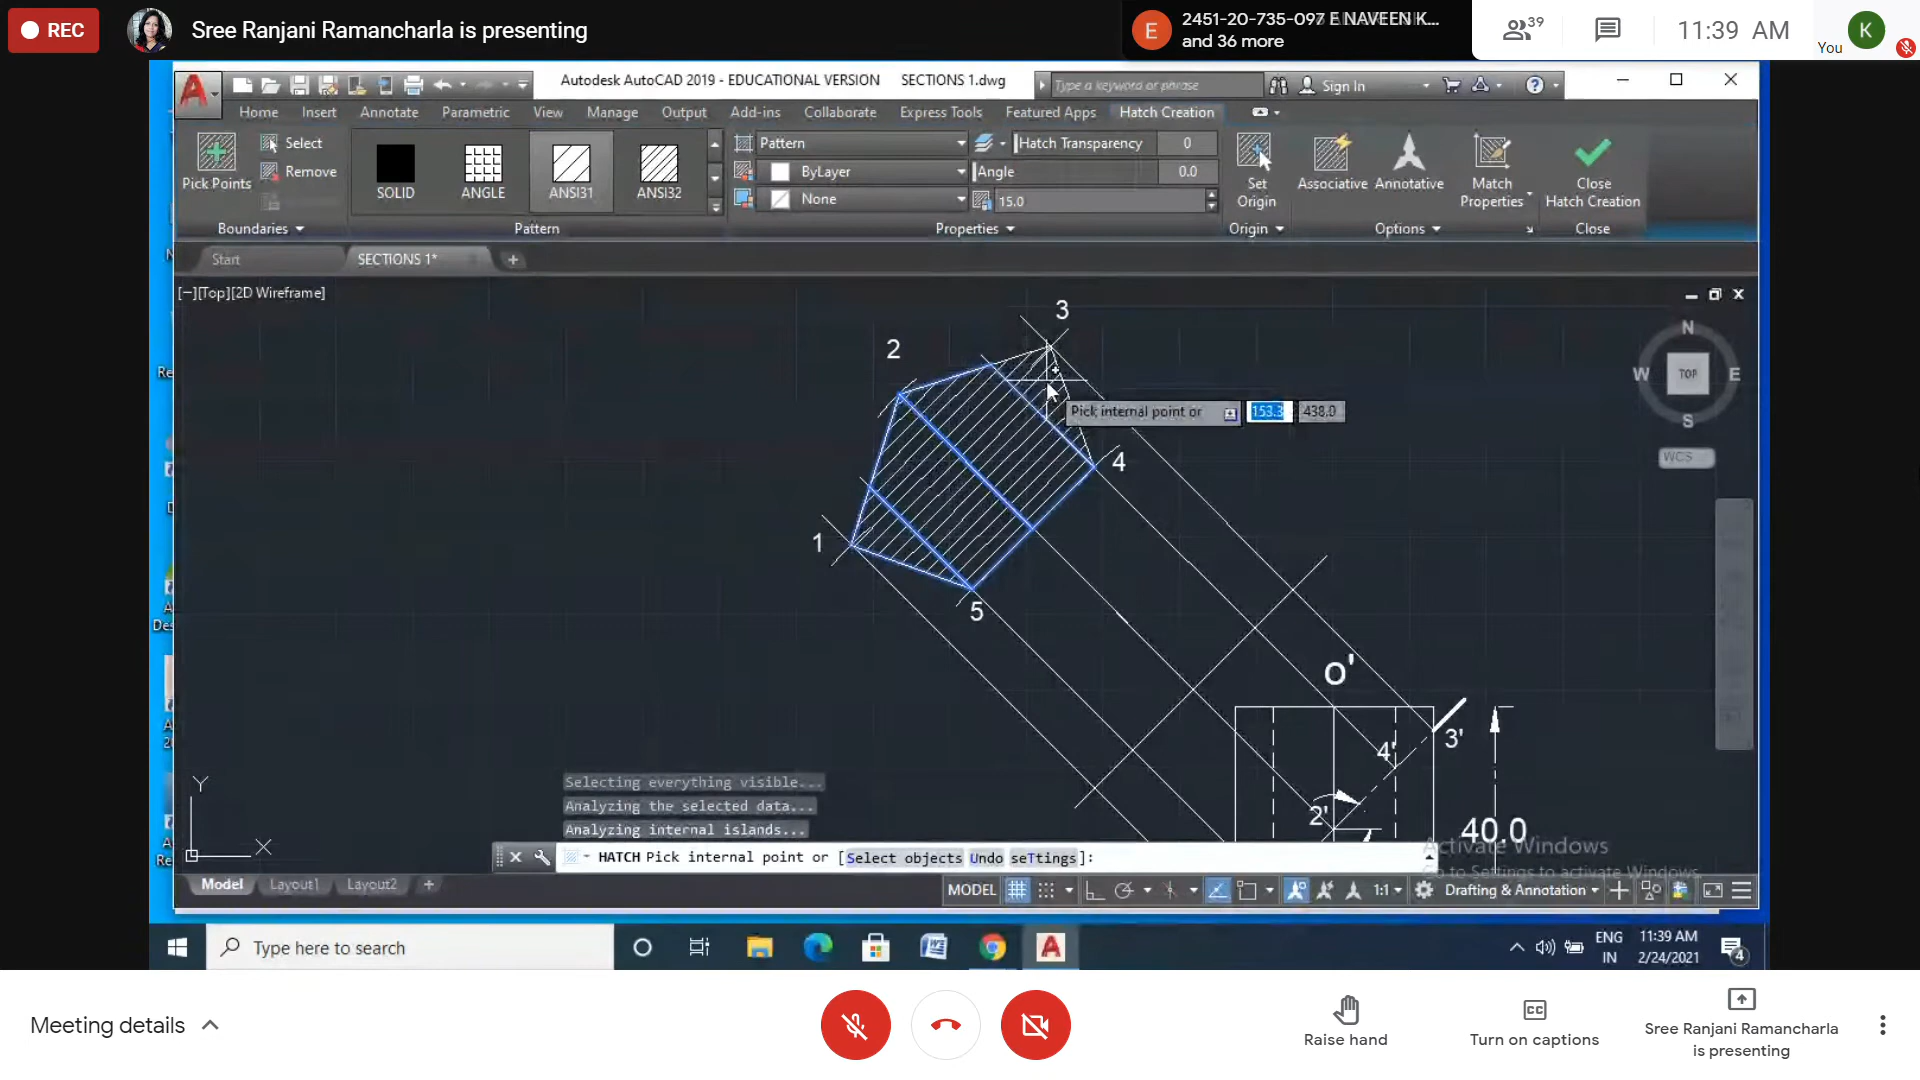 REC
Sree Ranjani Ramancharla is presenting
E
2451-20-735-097 E NAVEEN K...
and 36 more
39
11:39 AM
You
K
Autodesk AutoCAD 2019 - EDUCATIONAL VERSION SECTIONS 1.dwg
Type a keyword or phrase
Sign In
Home Insert Annotate Parametric View Manage Output Add-ins Collaborate Express Tools Featured Apps Hatch Creation
Pick Points
Select
Remove
SOLID
ANGLE
ANSI31
ANSI32
Pattern
ByLayer
None
Hatch Transparency 0
Angle 0.0
15.0
Set
Origin
Associative
Annotative
Match
Properties
Close
Hatch Creation
Boundaries
Pattern
Properties
Origin
Options
Close
Start
SECTIONS 1*
[−][Top][2D Wireframe]
3
2
N
W
TOP
E
S
WCS
Pick internal point or
153.3
438.0
4
1
5
o'
3'
4'
2'
40.0
Y
X
Selecting everything visible...
Analyzing the selected data...
Analyzing internal islands...
HATCH Pick internal point or [Select objects Undo seTtings]:
Activate Windows
Go to Settings to activate Windows.
Model Layout1 Layout2
MODEL
1:1
Drafting & Annotation
Type here to search
ENG
IN
11:39 AM
2/24/2021
4
Meeting details
Raise hand
Turn on captions
Sree Ranjani Ramancharla
is presenting